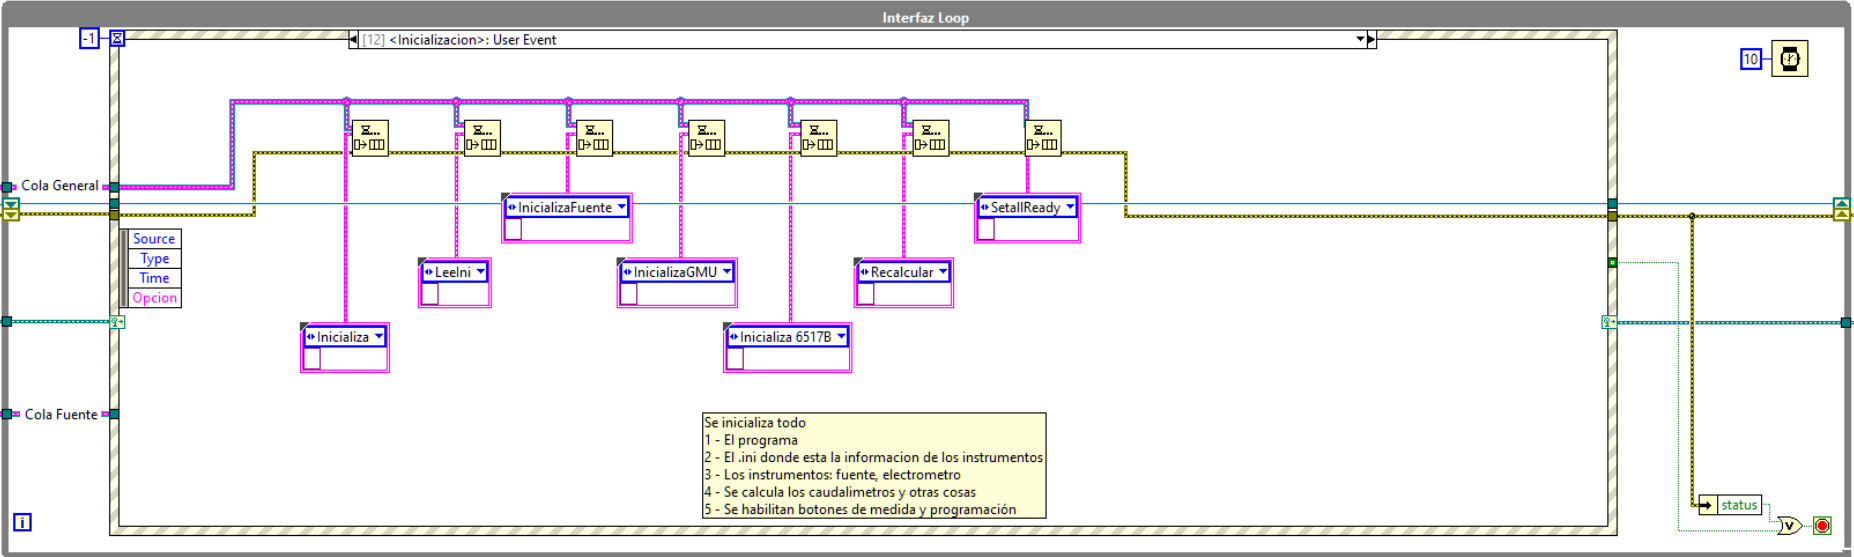 Interfaz Loop
-1
[12] <Inicializacion>: User Event
10
Cola General
InicializaFuente
SetallReady
Source
Type
Time
Opcion
LeeIni
InicializaGMU
Recalcular
Inicializa
Inicializa 6517B
Cola Fuente
Se inicializa todo
1 - El programa
2 - El .ini donde esta la informacion de los instrumentos
3 - Los instrumentos: fuente, electrometro
4 - Se calcula los caudalimetros y otras cosas
5 - Se habilitan botones de medida y programación
status
i
v